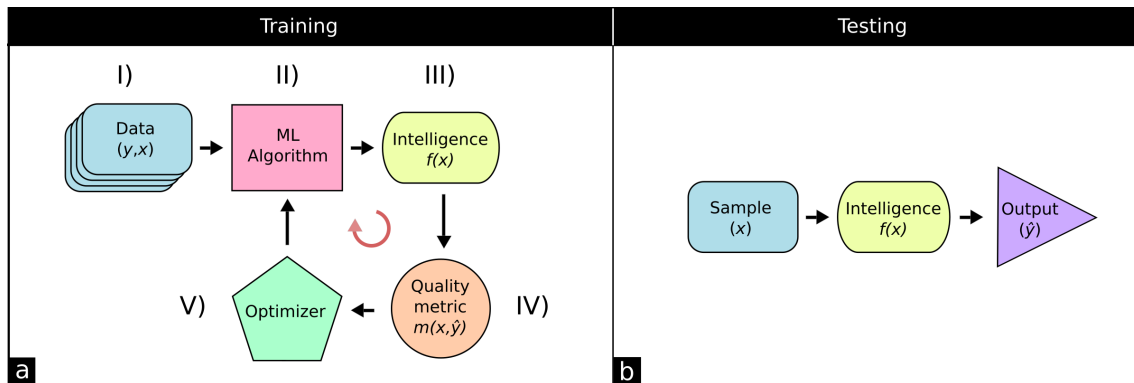 Training
Testing
I)
II)
III)
Data
(y,x)
ML
Algorithm
Intelligence
f(x)
V)
Optimizer
Quality
metric
m(x,ŷ)
IV)
a
Sample
(x)
Intelligence
f(x)
Output
(ŷ)
b